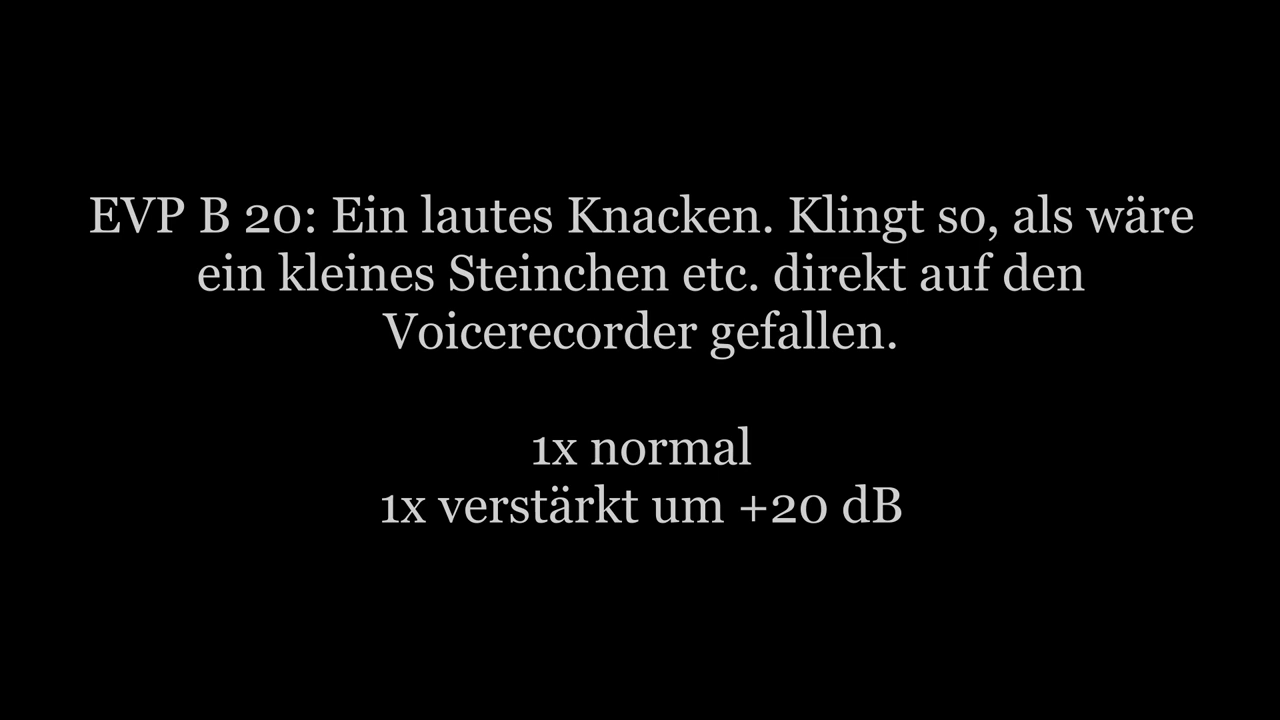 EVP B 20: Ein lautes Knacken. Klingt so, als wäre
ein kleines Steinchen etc. direkt auf den
Voicerecorder gefallen.
1x normal
1x verstärkt um +20 dB